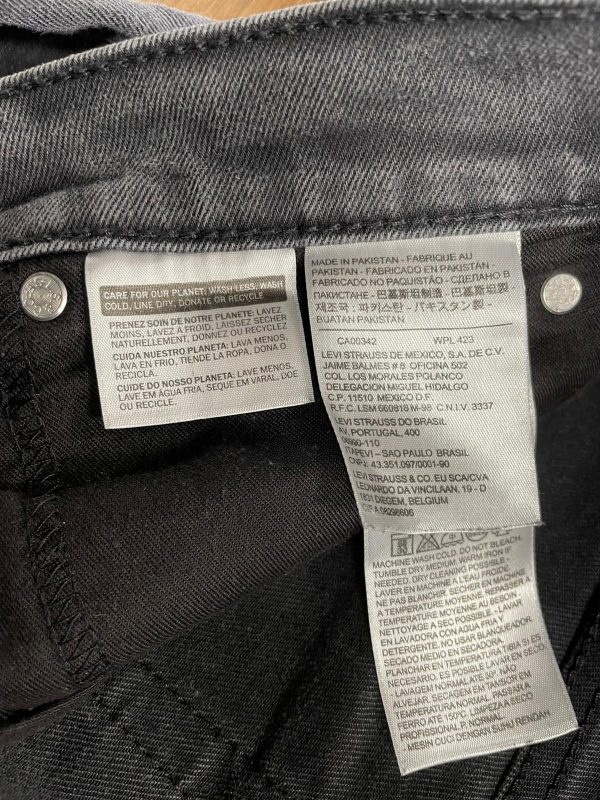 CARE FOR OUR PLANET: WASH LESS, WASH
COLD, LINE DRY, DONATE OR RECYCLE
PRENEZ SOIN DE NOTRE PLANETE: LAVEZ
MOINS, LAVEZ A FROID, LAISSEZ SECHER
NATURELLEMENT, DONNEZ OU RECYCLEZ
CUIDA NUESTRO PLANETA: LAVA MENOS,
LAVA EN FRIO, TIENDE LA ROPA, DONA O
RECICLA.
CUIDE DO NOSSO PLANETA: LAVE MENOS,
LAVE EM ÁGUA FRIA, SEQUE EM VARAL, DOE
OU RECICLE.
MADE IN PAKISTAN - FABRIQUE AU
PAKISTAN - FABRICADO EN PAKISTÁN -
FABRICADO NO PAQUISTÃO - СДЕЛАНО В
ПАКИСТАНЕ - 巴基斯坦制造 - 巴基斯坦製 -
제조국 : 파키스탄 - パキスタン製 -
BUATAN PAKISTAN
CA00342 WPL 423
LEVI STRAUSS DE MEXICO, S.A. DE C.V.
JAIME BALMES # 8 OFICINA 502
COL. LOS MORALES POLANCO
DELEGACION MIGUEL HIDALGO
C.P. 11510 MEXICO D.F.
R.F.C. LSM 660818 M-98 C.N.I.V. 3337
LEVI STRAUSS DO BRASIL
AV. PORTUGAL, 400
06690-110
ITAPEVI – SAO PAULO BRASIL
CNPJ: 43.351.097/0001-90
LEVI STRAUSS & CO. EU SCA/CVA
LEONARDO DA VINCILAAN, 19 - D
1831 DIEGEM, BELGIUM
CIF A 08298606
MACHINE WASH COLD. DO NOT BLEACH.
TUMBLE DRY MEDIUM. WARM IRON IF
NEEDED. DRY CLEANING POSSIBLE -
LAVER EN MACHINE A L'EAU FROIDE
NE PAS BLANCHIR. SECHER EN MACHINE
A TEMPERATURE MOYENNE. REPASSER A
TEMPERATURE MOYENNE AU BESOIN
NETTOYAGE A SEC POSSIBLE - LAVAR
EN LAVADORA CON AGUA FRIA Y
DETERGENTE. NO USAR BLANQUEADOR.
SECADO MEDIO EN SECADORA
PLANCHAR EN TEMPERATURA TIBIA SI ES
NECESARIO. ES POSIBLE LAVAR EN SECO
- LAVAGEM NORMAL ATÉ 30º NÃO
ALVEJAR. SECAGEM EM TAMBOR EM
TEMPERATURA NORMAL. PASSAR A
FERRO ATÉ 150ºC. LIMPEZA A SECO
PROFISSIONAL P, NORMAL.
MESIN CUCI DENGAN SUHU RENDAH